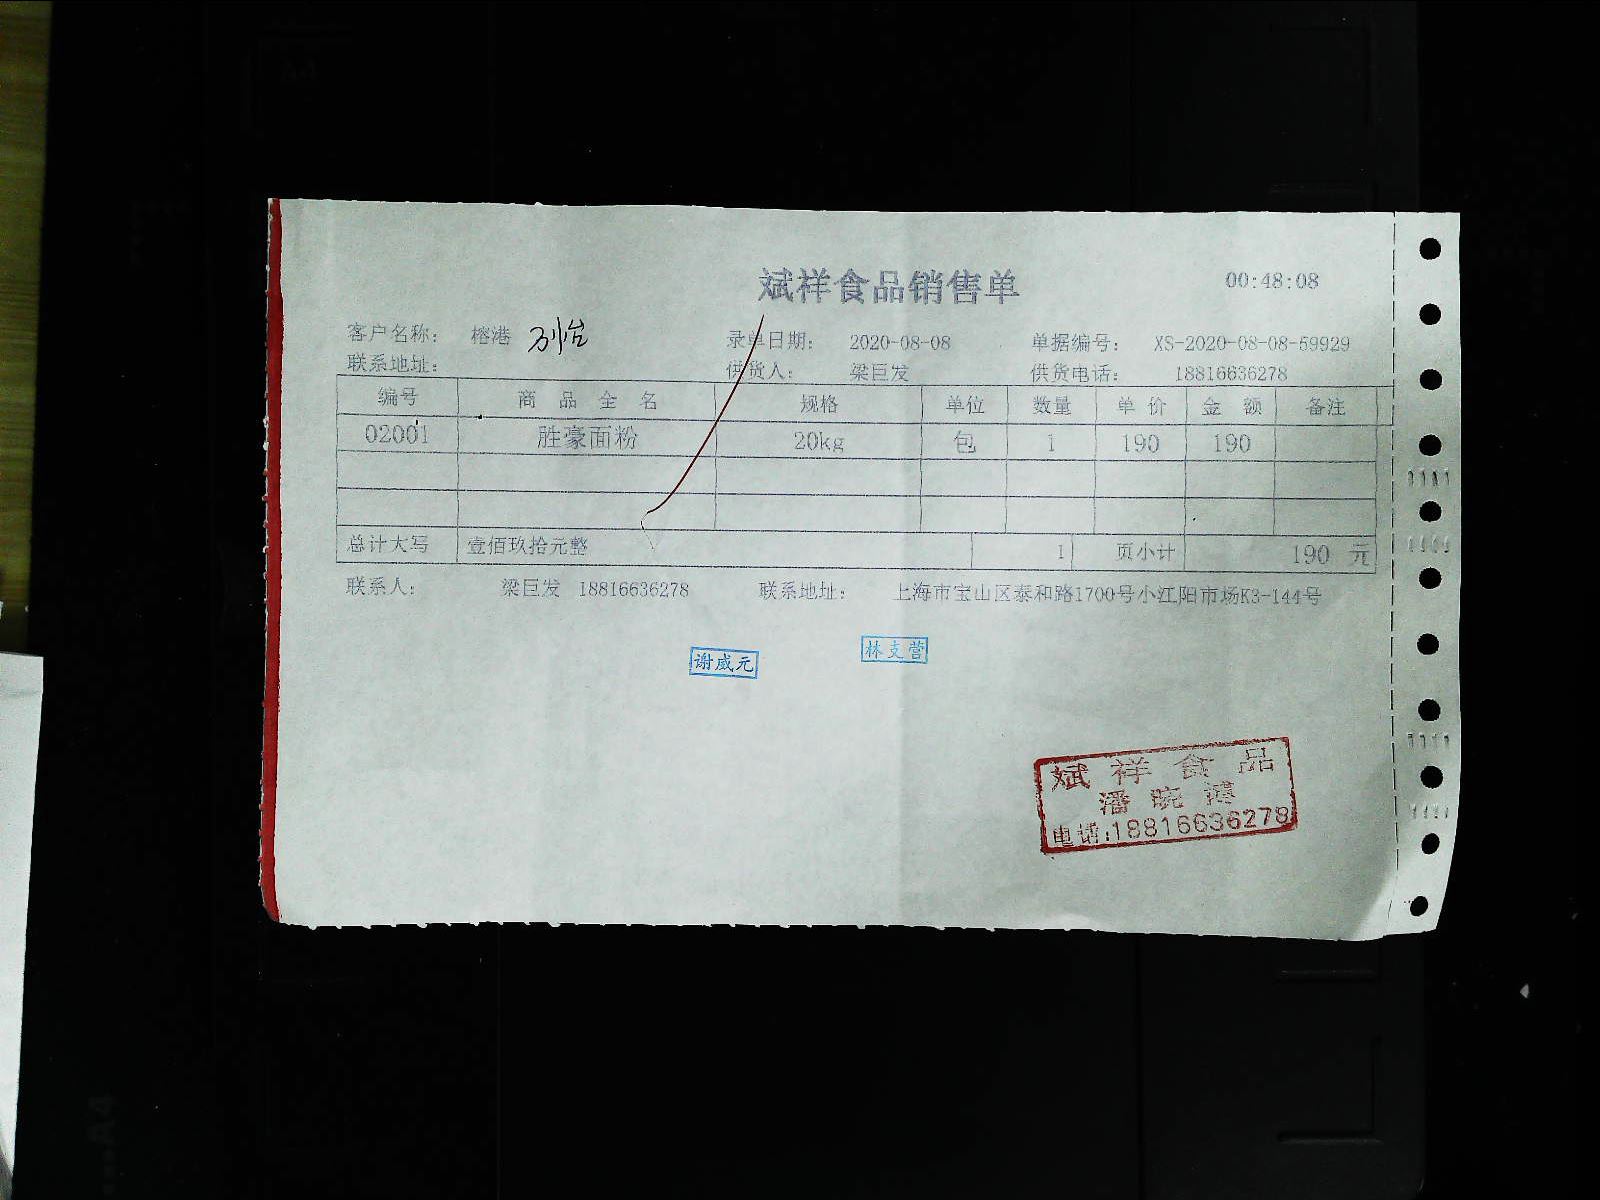 斌祥食品销售单 00:48:08
客户名称： 榕港 万怡 录单日期： 2020-08-08 单据编号： XS-2020-08-08-59929
联系地址： 供货人： 梁巨发 供货电话： 18816636278
编号 商品全名 规格 单位 数量 单价 金额 备注
02001 胜豪面粉 20kg 包 1 190 190
总计大写 壹佰玖拾元整 1 页小计 190 元
联系人： 梁巨发 18816636278 联系地址： 上海市宝山区泰和路1700号小江阳市场K3-144号
谢威元 林支营
斌祥食品
潘晓
电话:18816636278
A4